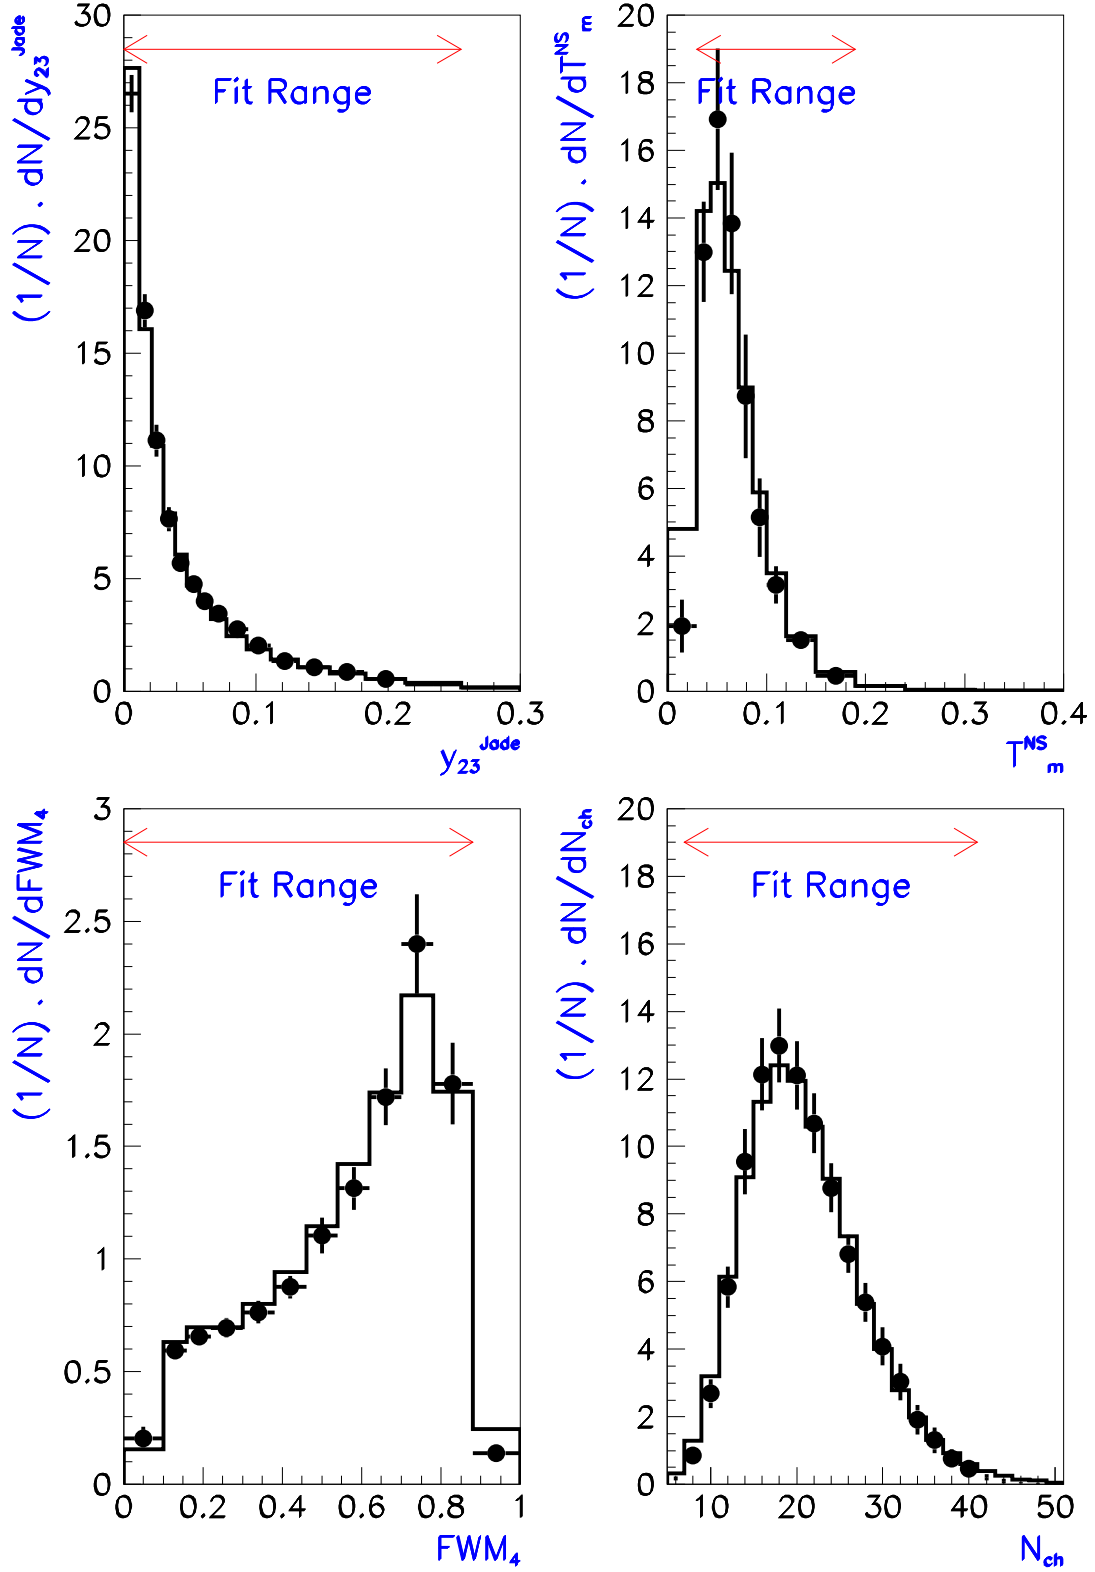 (1/N) . dN/dy₂₃ᴶᵃᵈᵉ
30
25
20
15
10
5
0
Fit Range
0 0.1 0.2 0.3
y₂₃ᴶᵃᵈᵉ
(1/N) . dN/dTᴺˢₘ
20
18
16
14
12
10
8
6
4
2
0
Fit Range
0 0.1 0.2 0.3 0.4
Tᴺˢₘ
(1/N) . dN/dFWM₄
3
2.5
2
1.5
1
0.5
0
Fit Range
0 0.2 0.4 0.6 0.8 1
FWM₄
(1/N) . dN/dN_ch
20
18
16
14
12
10
8
6
4
2
0
Fit Range
10 20 30 40 50
N_ch